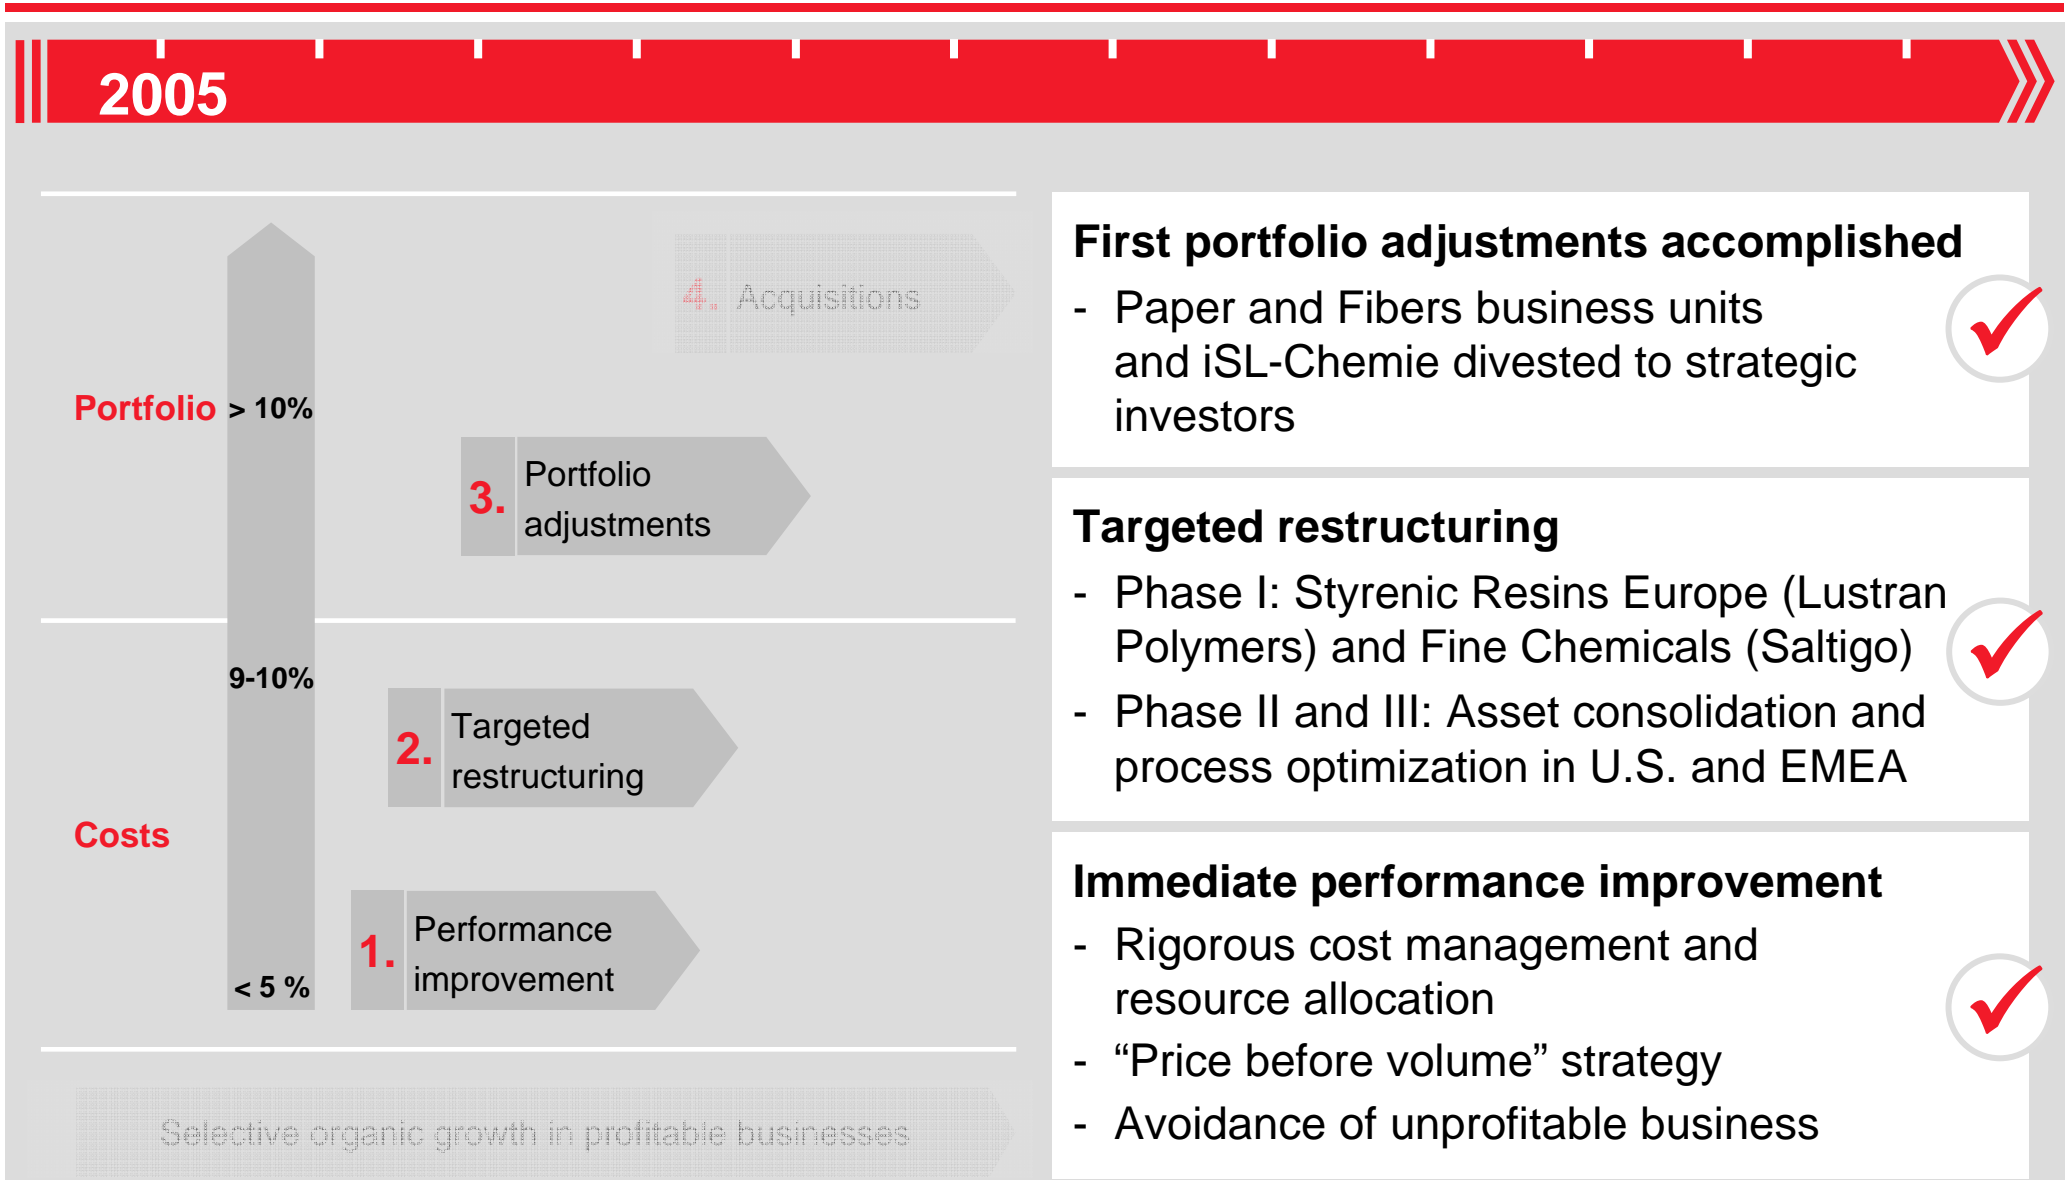 2005
4. Acquisitions
Portfolio > 10%
3. Portfolio
adjustments
9-10%
2. Targeted
restructuring
Costs
1. Performance
improvement
< 5 %
Selective organic growth in profitable businesses
First portfolio adjustments accomplished
- Paper and Fibers business units
and iSL-Chemie divested to strategic
investors
Targeted restructuring
- Phase I: Styrenic Resins Europe (Lustran
Polymers) and Fine Chemicals (Saltigo)
- Phase II and III: Asset consolidation and
process optimization in U.S. and EMEA
Immediate performance improvement
- Rigorous cost management and
resource allocation
- “Price before volume” strategy
- Avoidance of unprofitable business